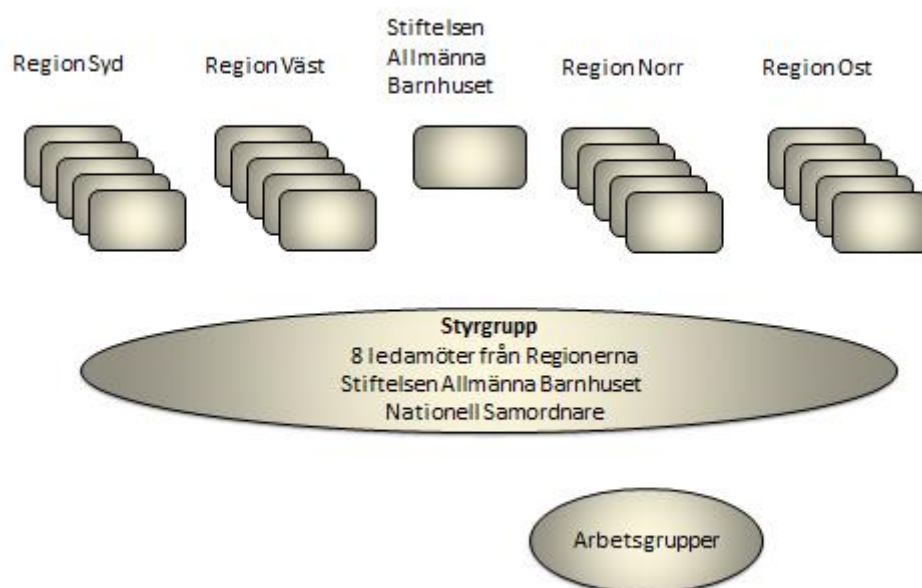 Region Syd
Region Väst
Stiftelsen
Allmänna
Barnhuset
Region Norr
Region Ost
Styrgrupp
8 ledamöter från Regionerna
Stiftelsen Allmänna Barnhuset
Nationell Samordnare
Arbetsgrupper